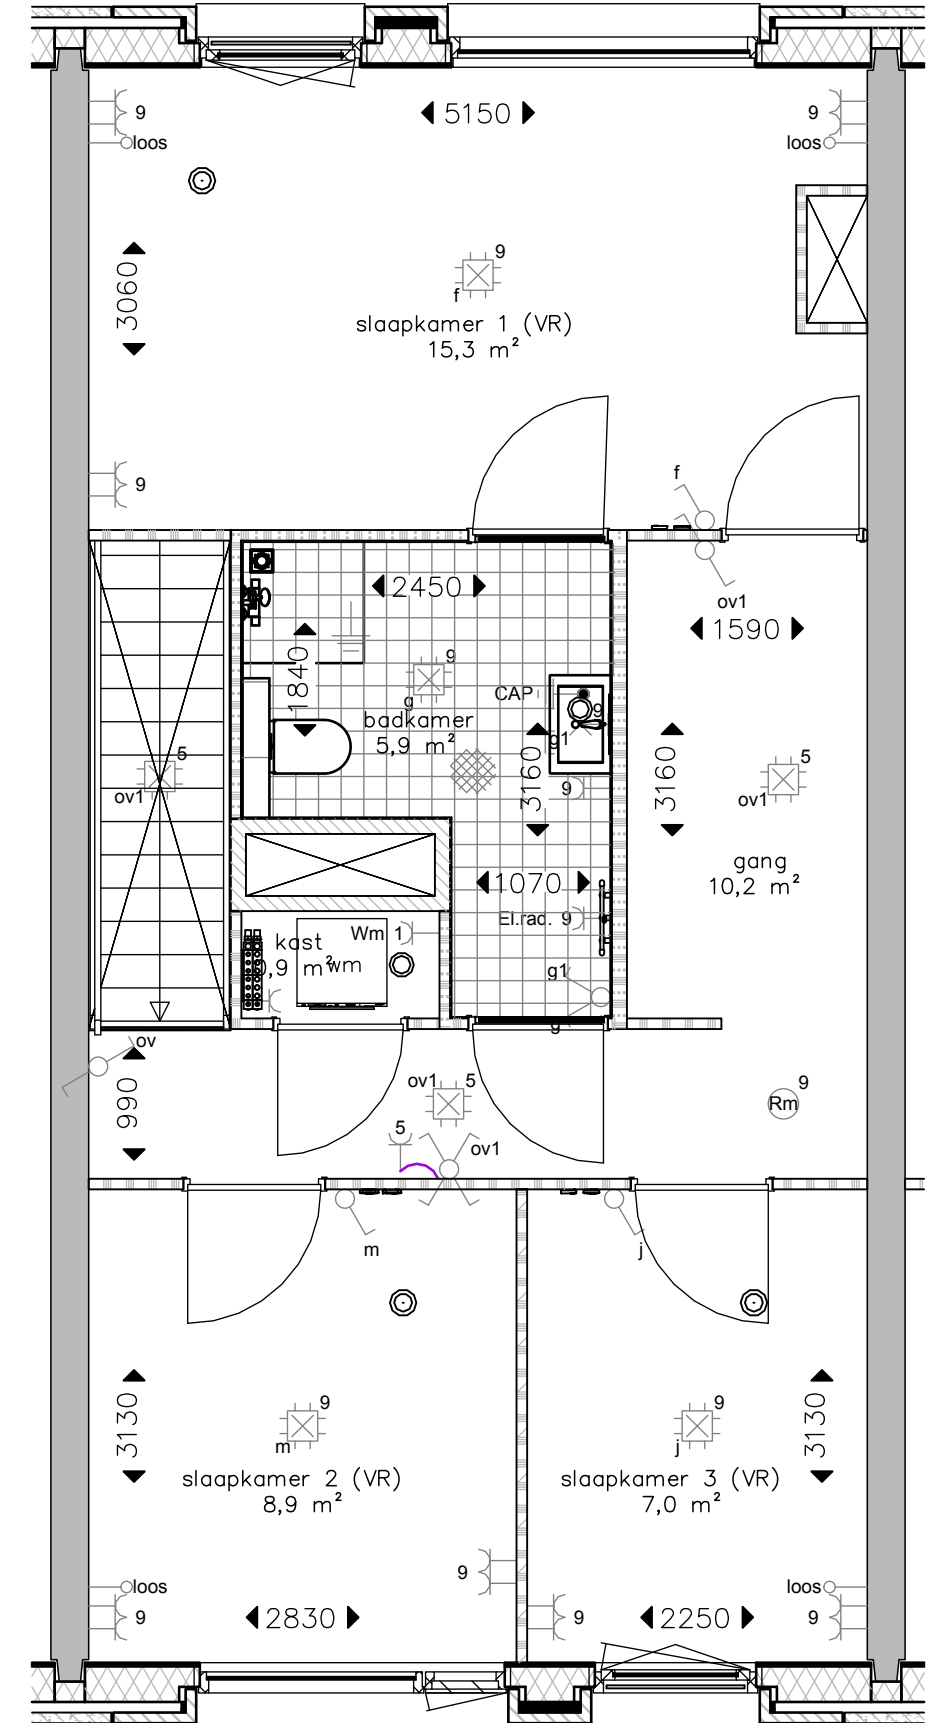 5150
9
9
loos
loos
3060
9
f
slaapkamer 1 (VR)
15,3 m²
9
f
ov1
1590
2450
1840
9
g
badkamer
5,9 m²
CAP
9
g1
3160
3160
9
5
ov1
5
ov1
gang
10,2 m²
1070
El.rad. 9
Wm 1
kast
0,9 m²
wm
g1
g
ov
990
ov1
5
5
ov1
9
Rm
m
j
3130
9
m
slaapkamer 2 (VR)
8,9 m²
9
j
slaapkamer 3 (VR)
7,0 m²
3130
9
loos
9
2830
9
2250
loos
9